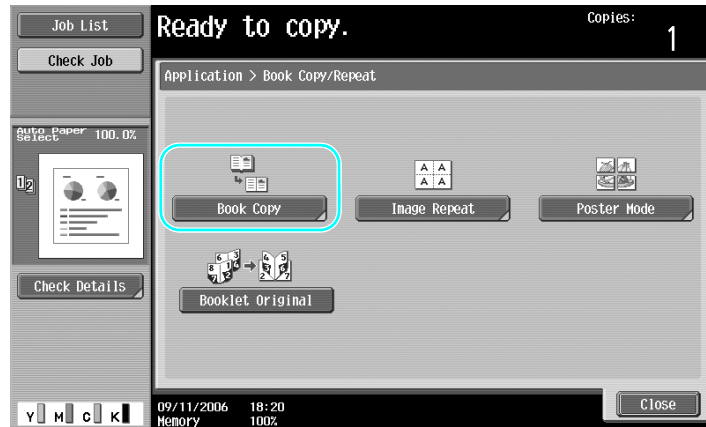 Job List
Ready to copy.
Copies:
1
Check Job
Application > Book Copy/Repeat
Auto Paper
Select
100.0%
12
Check Details
Book Copy
A A
A A
Image Repeat
Poster Mode
Booklet Original
Close
Y M C K
09/11/2006 18:20
Memory 100%